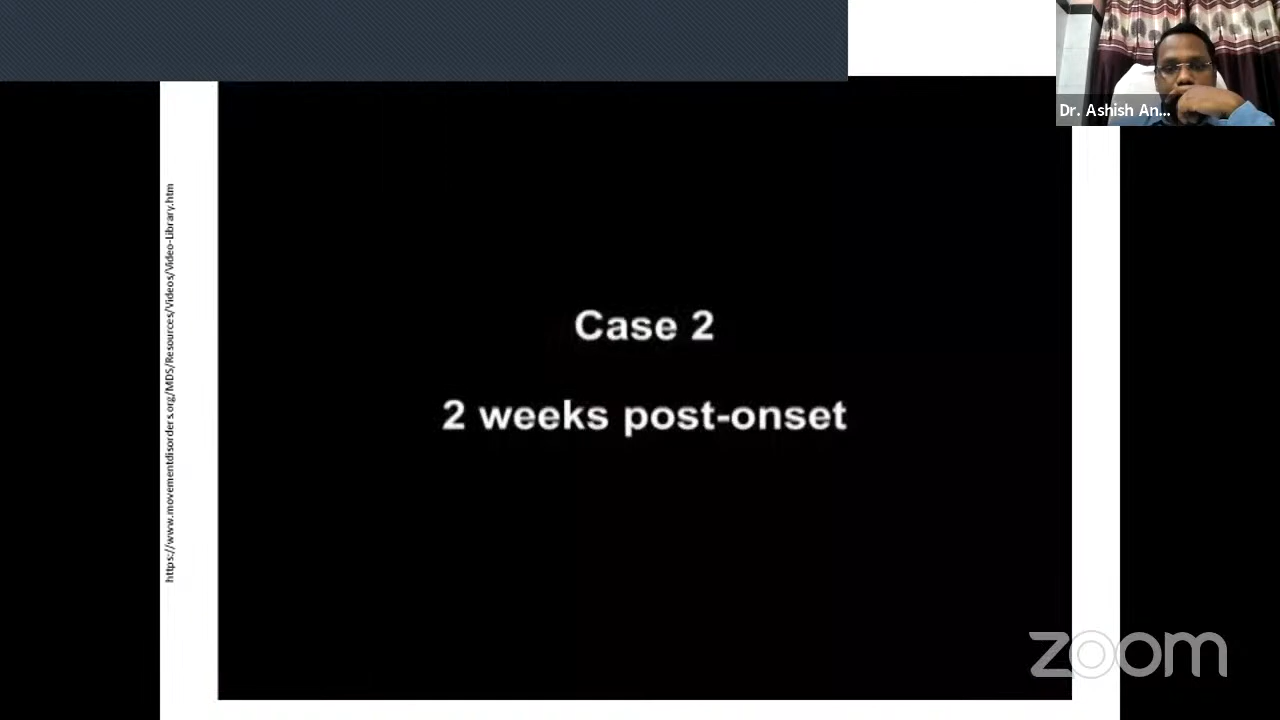 Dr. Ashish An...
https://www.movementdisorders.org/MDS/Resources/Videos/Video-Library.htm
Case 2
2 weeks post-onset
zoom